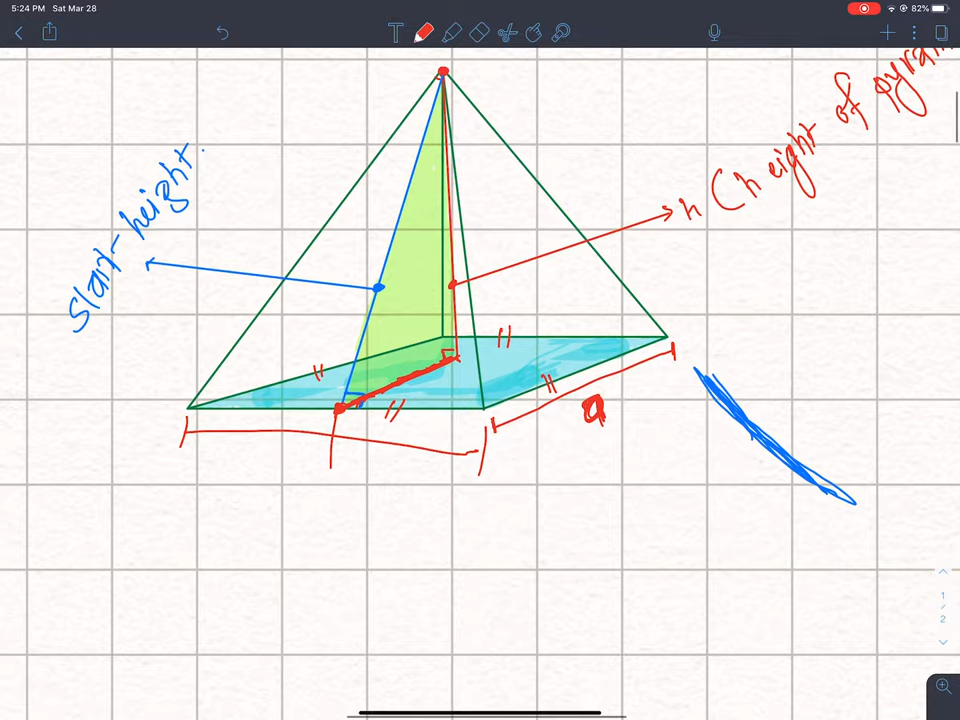 5:24 PM Sat Mar 28
82%
T
h (height of pyram
Slant height.
a
1
/
2